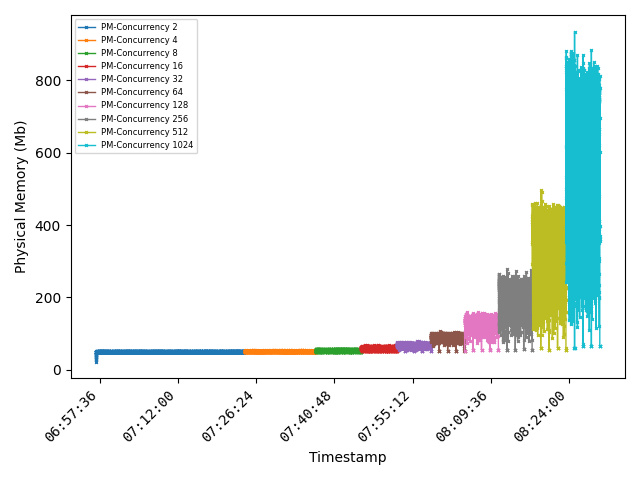 PM-Concurrency 2
PM-Concurrency 4
PM-Concurrency 8
PM-Concurrency 16
PM-Concurrency 32
PM-Concurrency 64
PM-Concurrency 128
PM-Concurrency 256
PM-Concurrency 512
PM-Concurrency 1024
Physical Memory (Mb)
800
600
400
200
0
06:57:36
07:12:00
07:26:24
07:40:48
07:55:12
08:09:36
08:24:00
Timestamp